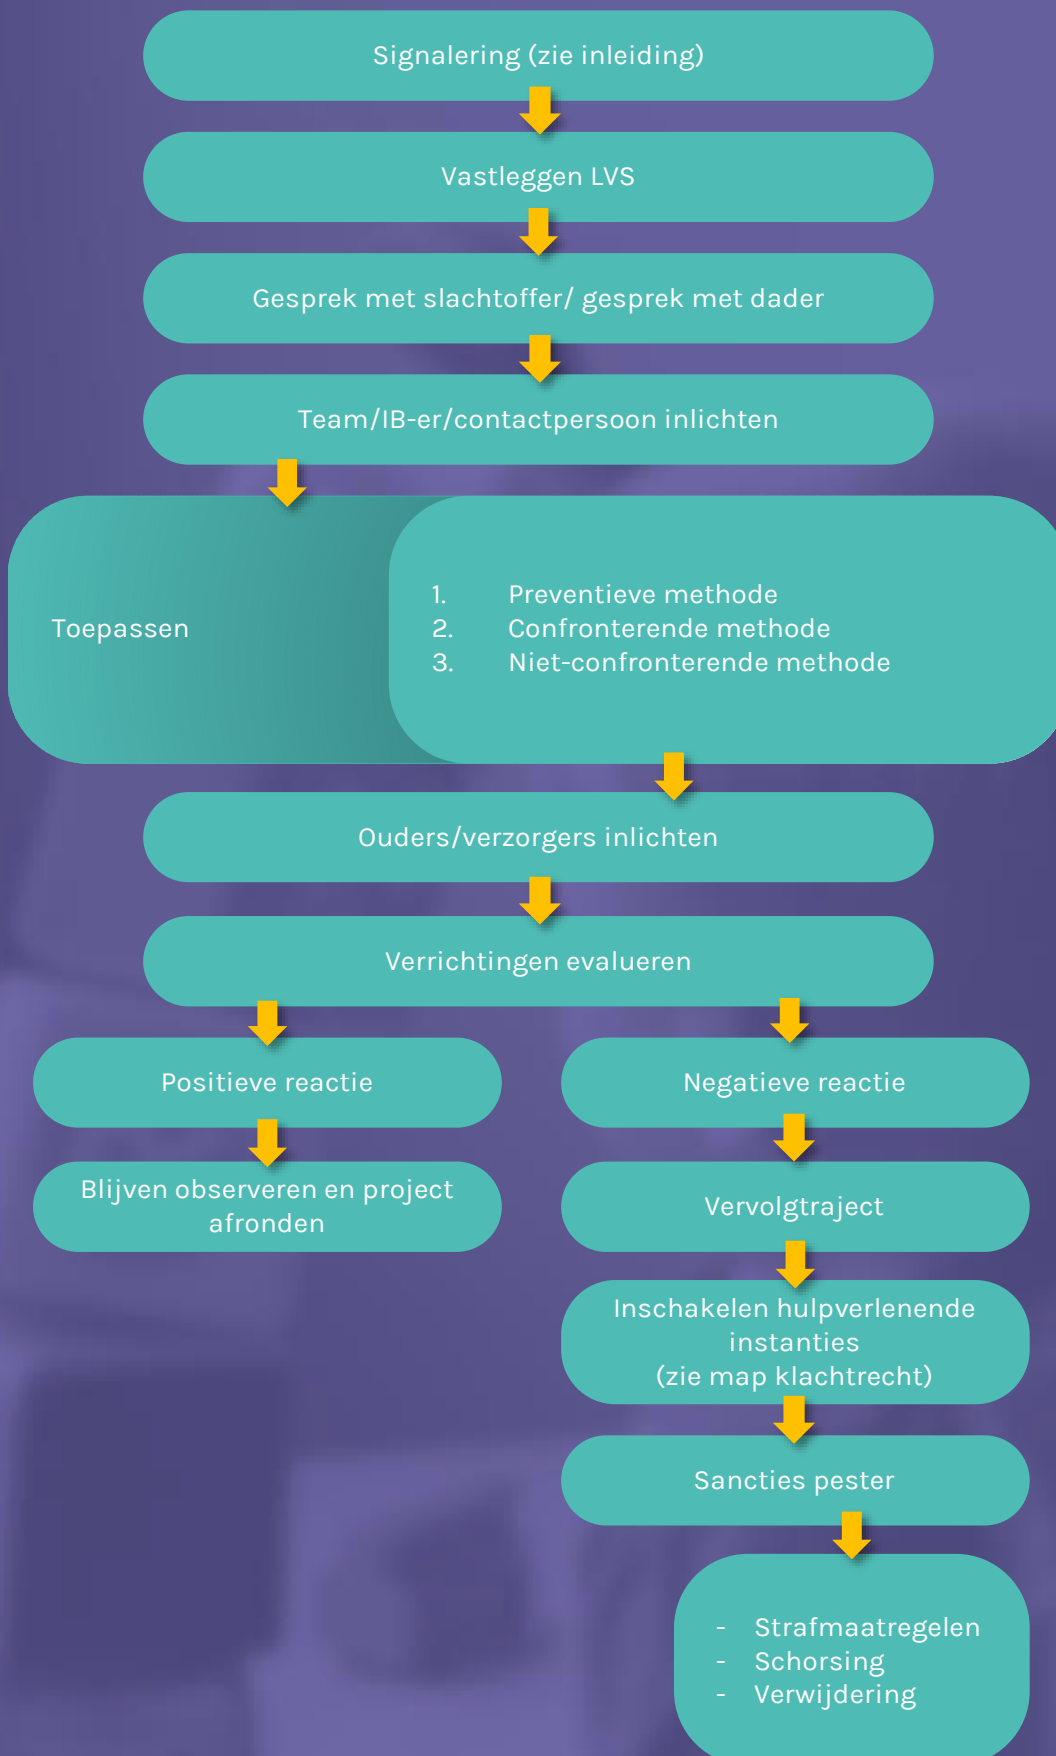 Signalering (zie inleiding)
Vastleggen LVS
Gesprek met slachtoffer/ gesprek met dader
Team/IB-er/contactpersoon inlichten
Toepassen
1. Preventieve methode
2. Confronterende methode
3. Niet-confronterende methode
Ouders/verzorgers inlichten
Verrichtingen evalueren
Positieve reactie
Negatieve reactie
Blijven observeren en project
afronden
Vervolgtraject
Inschakelen hulpverlenende
instanties
(zie map klachtrecht)
Sancties pester
- Strafmaatregelen
- Schorsing
- Verwijdering